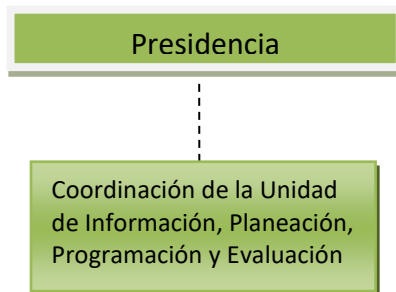 Presidencia
Coordinación de la Unidad
de Información, Planeación,
Programación y Evaluación